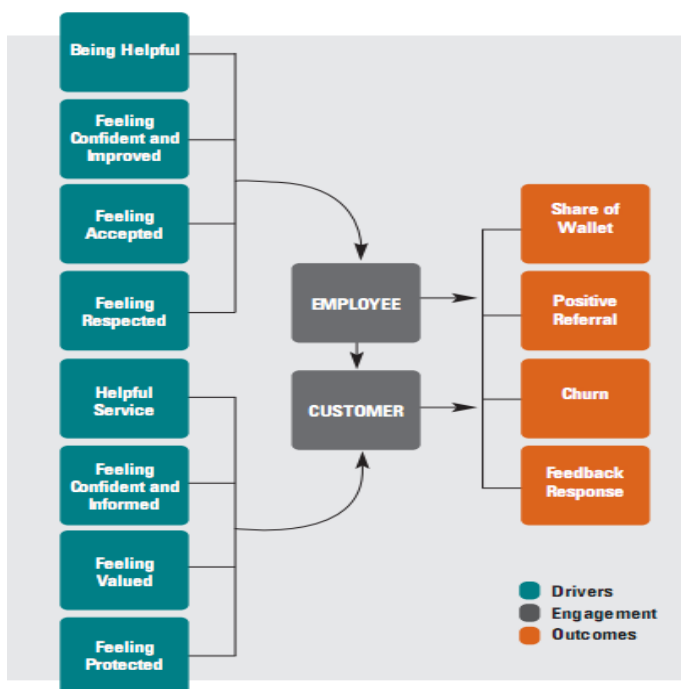 Being Helpful
Feeling
Confident and
Improved
Feeling
Accepted
Feeling
Respected
Helpful
Service
Feeling
Confident and
Informed
Feeling
Valued
Feeling
Protected
EMPLOYEE
CUSTOMER
Share of
Wallet
Positive
Referral
Churn
Feedback
Response
Drivers
Engagement
Outcomes